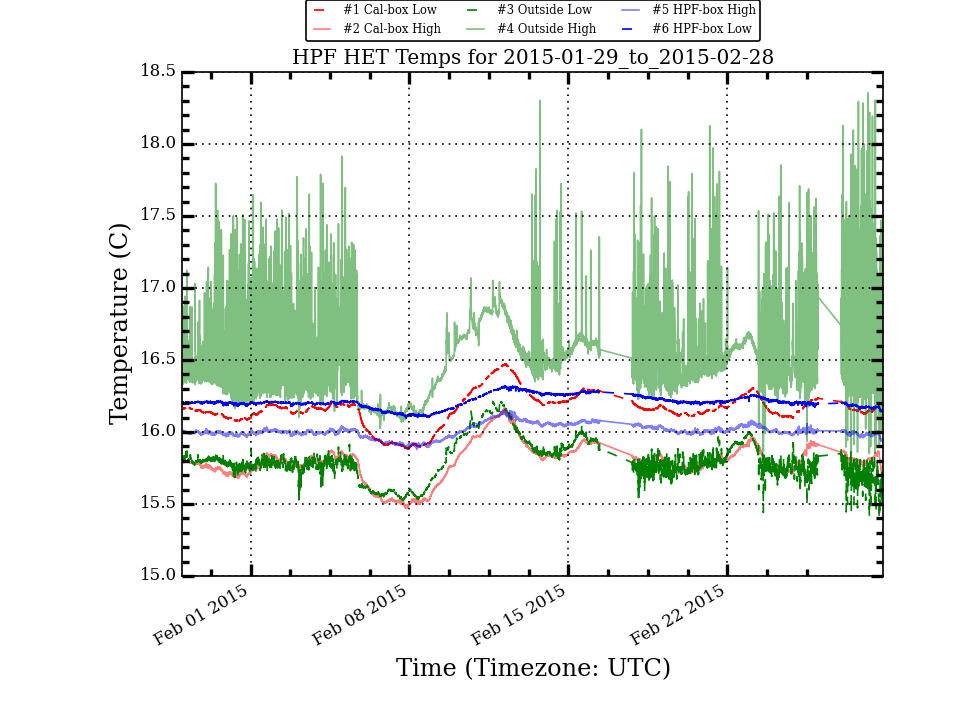 #1 Cal-box Low #3 Outside Low #5 HPF-box High
#2 Cal-box High #4 Outside High #6 HPF-box Low
HPF HET Temps for 2015-01-29_to_2015-02-28
18.5
18.0
17.5
17.0
16.5
16.0
15.5
15.0
Temperature (C)
Feb 01 2015 Feb 08 2015 Feb 15 2015 Feb 22 2015
Time (Timezone: UTC)